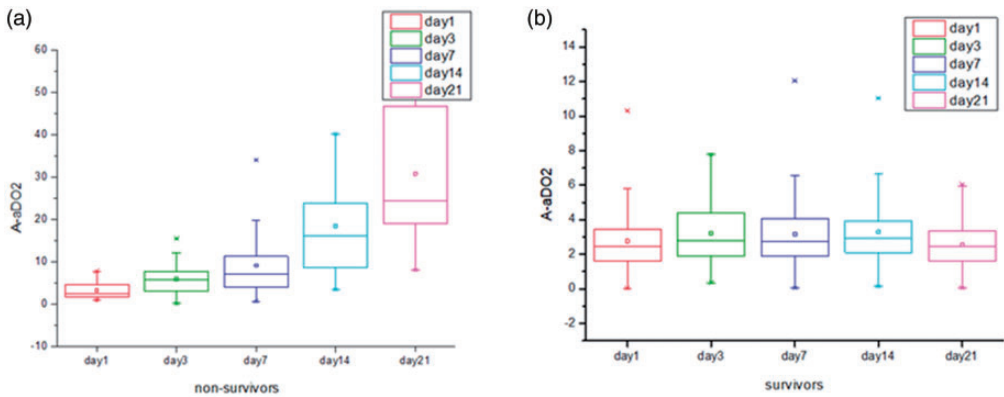 (a)
day1
day3
day7
day14
day21
60
50
40
30
20
10
0
-10
A-aDO2
day1 day3 day7 day14 day21
non-survivors
(b)
day1
day3
day7
day14
day21
14
12
10
8
6
4
2
0
-2
A-aDO2
day1 day3 day7 day14 day21
survivors